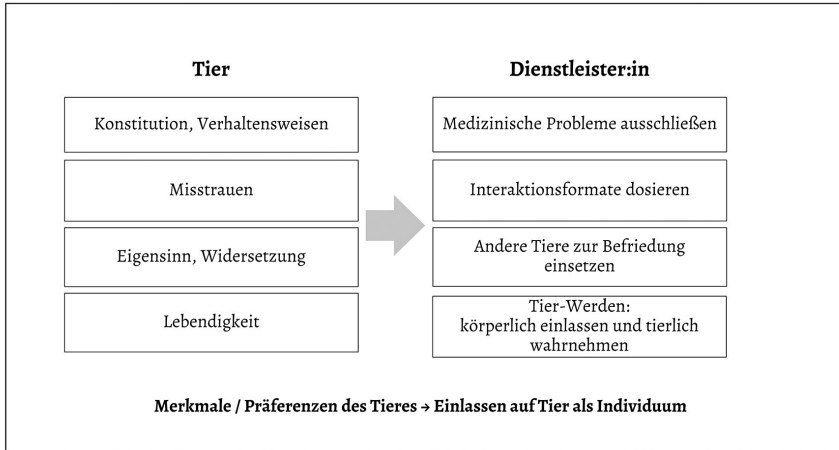 Tier
Konstitution, Verhaltensweisen
Misstrauen
Eigensinn, Widersetzung
Lebendigkeit
Dienstleister:in
Medizinische Probleme ausschließen
Interaktionsformate dosieren
Andere Tiere zur Befriedung
einsetzen
Tier-Werden:
körperlich einlassen und tierlich
wahrnehmen
Merkmale / Präferenzen des Tieres → Einlassen auf Tier als Individuum